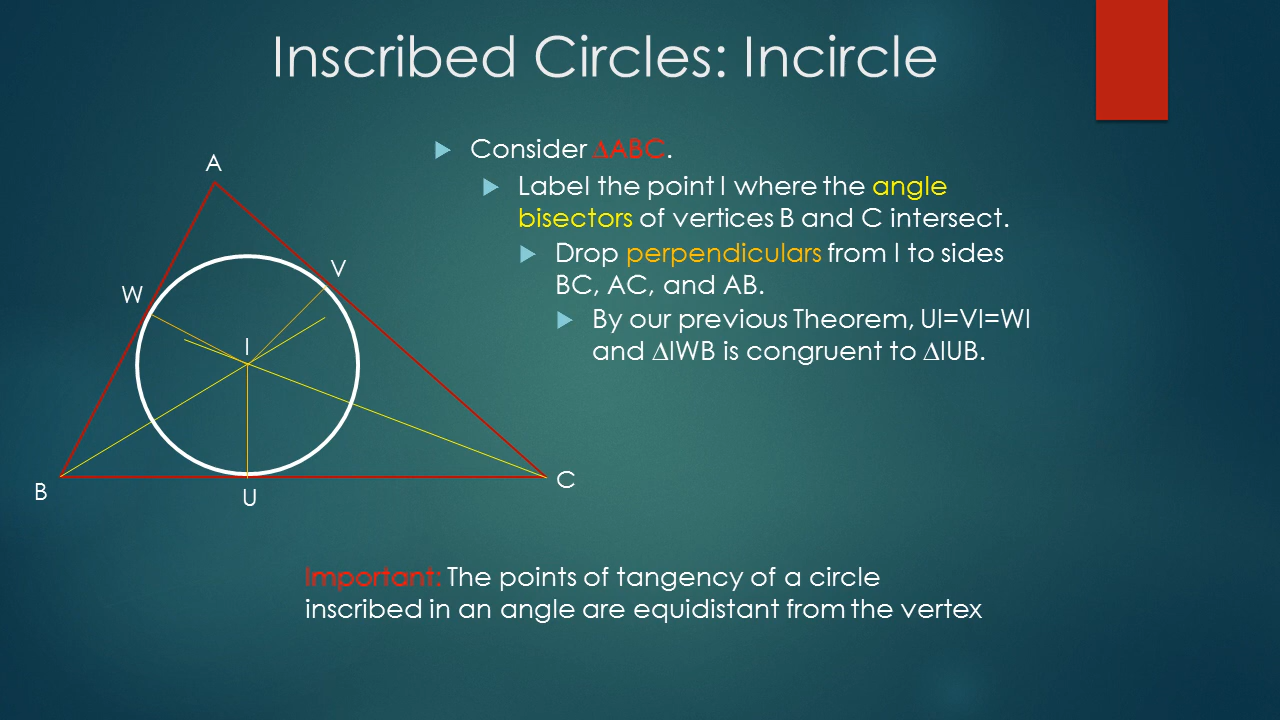 Inscribed Circles: Incircle
Consider ∆ABC.
Label the point I where the angle
bisectors of vertices B and C intersect.
Drop perpendiculars from I to sides
BC, AC, and AB.
By our previous Theorem, UI=VI=WI
and ∆IWB is congruent to ∆IUB.
A
V
W
I
B
U
C
Important: The points of tangency of a circle
inscribed in an angle are equidistant from the vertex